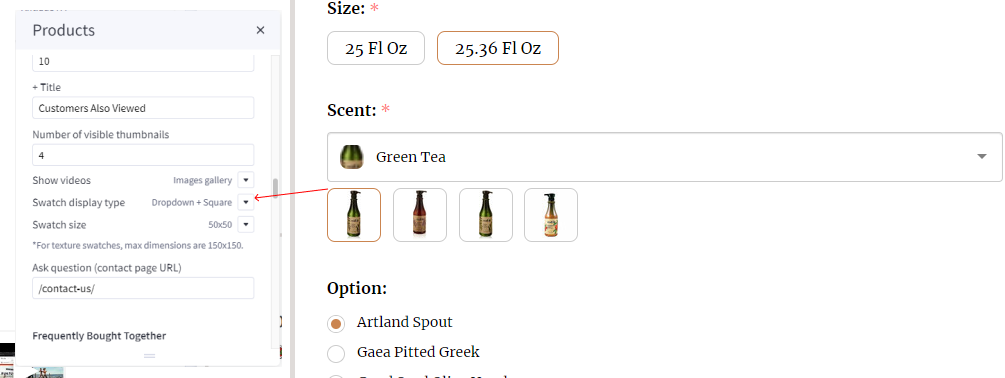 Products
10
+ Title
Customers Also Viewed
Number of visible thumbnails
4
Show videos Images gallery
Swatch display type Dropdown + Square
Swatch size 50x50
*For texture swatches, max dimensions are 150x150.
Ask question (contact page URL)
/contact-us/
Frequently Bought Together
Size: *
25 Fl Oz 25.36 Fl Oz
Scent: *
Green Tea
Option:
Artland Spout
Gaea Pitted Greek